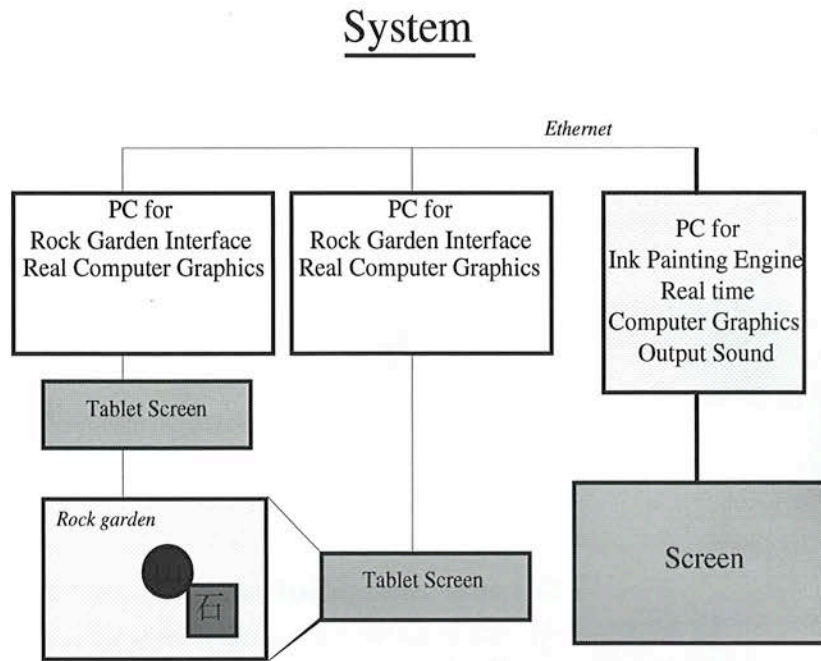 System
Ethernet
PC for
Rock Garden Interface
Real Computer Graphics
PC for
Rock Garden Interface
Real Computer Graphics
PC for
Ink Painting Engine
Real time
Computer Graphics
Output Sound
Tablet Screen
Rock garden
山
石
Tablet Screen
Screen